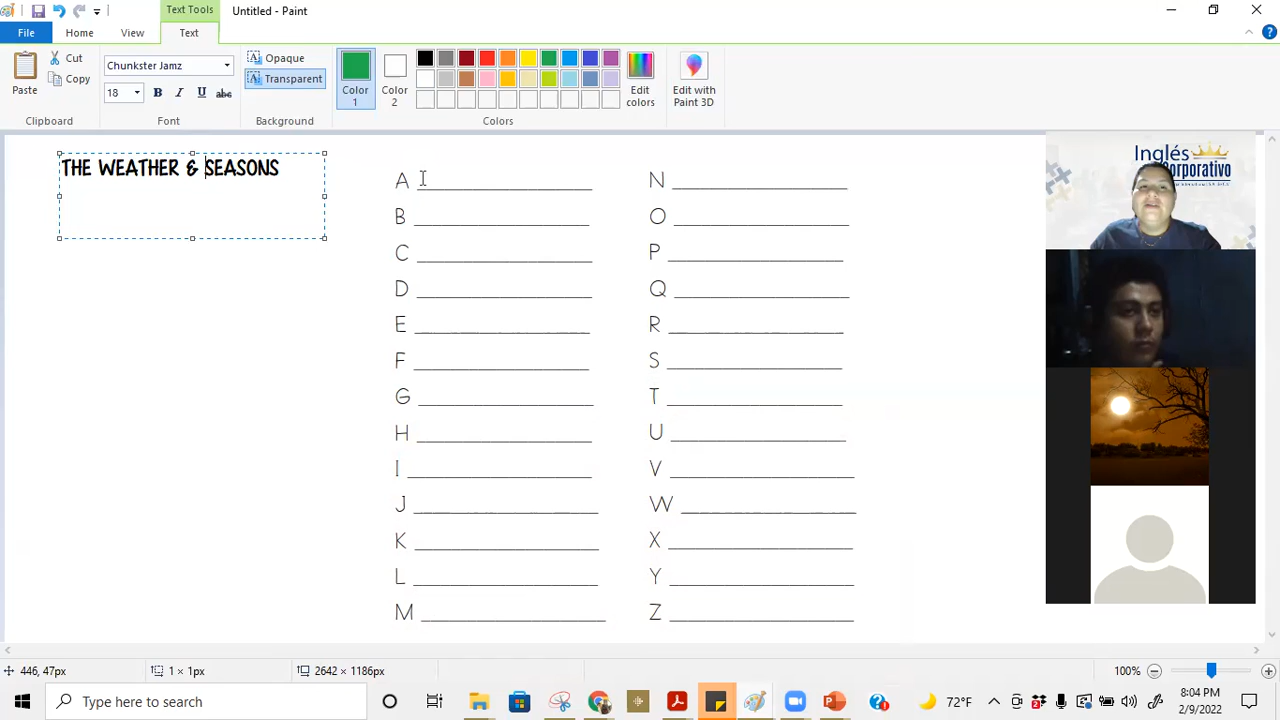 Text Tools
Untitled - Paint
File
Home
View
Text
Paste
Cut
Copy
Clipboard
Chunkster Jamz
18
B I U abc
Font
Opaque
Transparent
Background
Color 1
Color 2
Edit colors
Edit with Paint 3D
Colors
THE WEATHER & SEASONS
A
B
C
D
E
F
G
H
I
J
K
L
M
N
O
P
Q
R
S
T
U
V
W
X
Y
Z
Inglés
Corporativo
446, 47px
1 × 1px
2642 × 1186px
100%
Type here to search
72°F
8:04 PM
2/9/2022